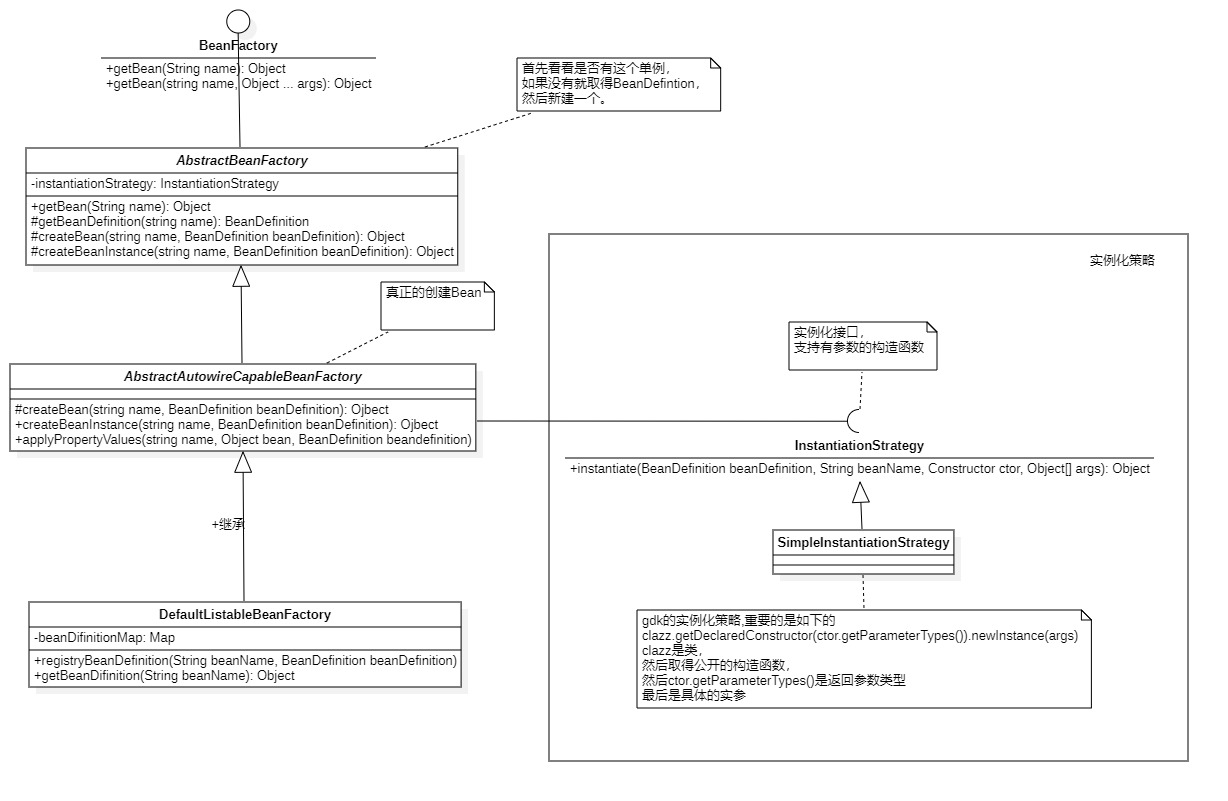 BeanFactory
+getBean(String name): Object
+getBean(string name, Object ... args): Object
首先看看是否有这个单例，
如果没有就取得BeanDefintion，
然后新建一个。
AbstractBeanFactory
-instantiationStrategy: InstantiationStrategy
+getBean(String name): Object
#getBeanDefinition(string name): BeanDefinition
#createBean(string name, BeanDefinition beanDefinition): Object
#createBeanInstance(string name, BeanDefinition beanDefinition): Object
真正的创建Bean
AbstractAutowireCapableBeanFactory
#createBean(string name, BeanDefinition beanDefinition): Ojbect
+createBeanInstance(string name, BeanDefinition beanDefinition): Ojbect
+applyPropertyValues(string name, Object bean, BeanDefinition beandefinition)
+继承
DefaultListableBeanFactory
-beanDifinitionMap: Map
+registryBeanDefinition(String beanName, BeanDefinition beanDefinition)
+getBeanDifinition(String beanName): Object
实例化策略
实例化接口，
支持有参数的构造函数
InstantiationStrategy
+instantiate(BeanDefinition beanDefinition, String beanName, Constructor ctor, Object[] args): Object
SimpleInstantiationStrategy
gdk的实例化策略,重要的是如下的
clazz.getDeclaredConstructor(ctor.getParameterTypes()).newInstance(args)
clazz是类，
然后取得公开的构造函数，
然后ctor.getParameterTypes()是返回参数类型
最后是具体的实参